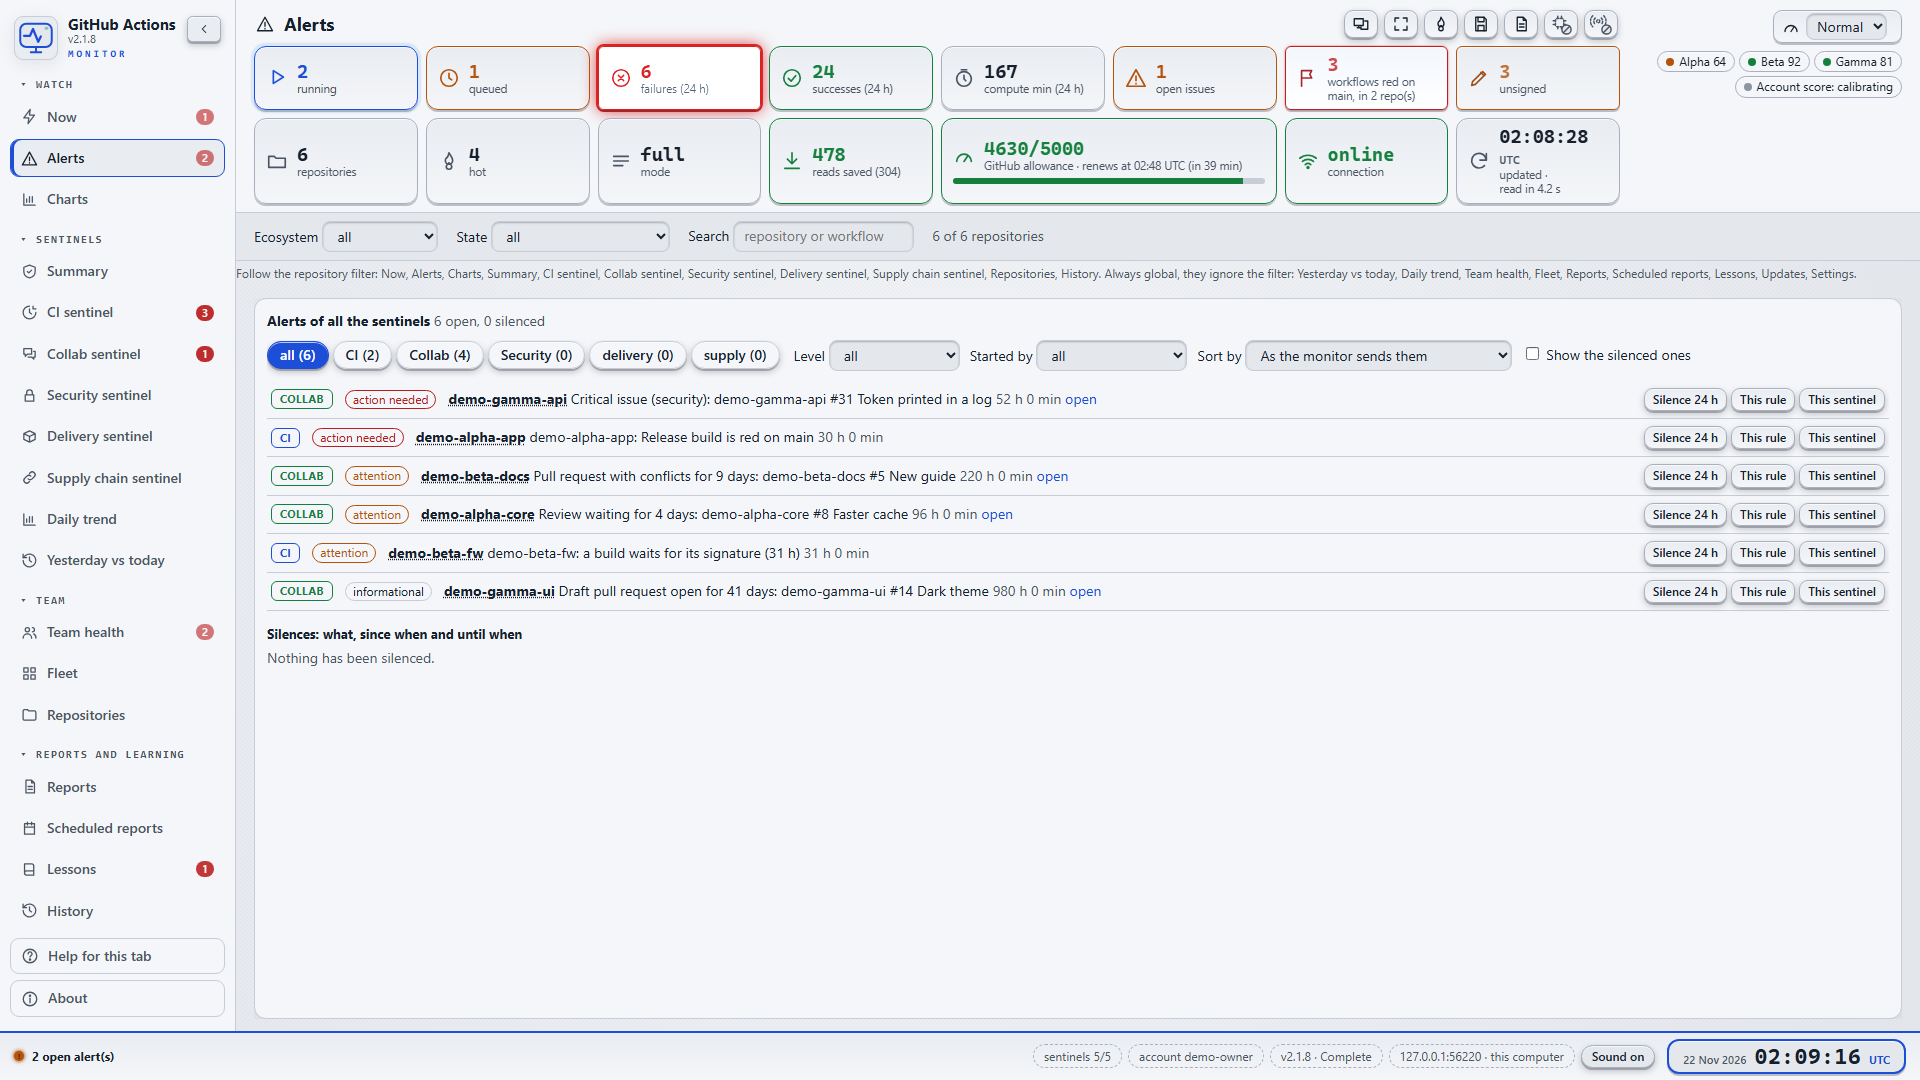 GitHub Actions
v2.1.8
MONITOR
WATCH
Now 1
Alerts 2
Charts
SENTINELS
Summary
CI sentinel 3
Collab sentinel 1
Security sentinel
Delivery sentinel
Supply chain sentinel
Daily trend
Yesterday vs today
TEAM
Team health 2
Fleet
Repositories
REPORTS AND LEARNING
Reports
Scheduled reports
Lessons 1
History
Help for this tab
About
Alerts
Normal
2
running
1
queued
6
failures (24 h)
24
successes (24 h)
167
compute min (24 h)
1
open issues
3
workflows red on
main, in 2 repo(s)
3
unsigned
Alpha 64 Beta 92 Gamma 81
Account score: calibrating
6
repositories
4
hot
full
mode
478
reads saved (304)
4630/5000
GitHub allowance · renews at 02:48 UTC (in 39 min)
online
connection
02:08:28
UTC
updated ·
read in 4.2 s
Ecosystem all State all Search repository or workflow 6 of 6 repositories
Follow the repository filter: Now, Alerts, Charts, Summary, CI sentinel, Collab sentinel, Security sentinel, Delivery sentinel, Supply chain sentinel, Repositories, History. Always global, they ignore the filter: Yesterday vs today, Daily trend, Team health, Fleet, Reports, Scheduled reports, Lessons, Updates, Settings.
Alerts of all the sentinels 6 open, 0 silenced
all (6) CI (2) Collab (4) Security (0) delivery (0) supply (0) Level all Started by all Sort by As the monitor sends them Show the silenced ones
COLLAB action needed demo-gamma-api Critical issue (security): demo-gamma-api #31 Token printed in a log 52 h 0 min open Silence 24 h This rule This sentinel
CI action needed demo-alpha-app demo-alpha-app: Release build is red on main 30 h 0 min Silence 24 h This rule This sentinel
COLLAB attention demo-beta-docs Pull request with conflicts for 9 days: demo-beta-docs #5 New guide 220 h 0 min open Silence 24 h This rule This sentinel
COLLAB attention demo-alpha-core Review waiting for 4 days: demo-alpha-core #8 Faster cache 96 h 0 min open Silence 24 h This rule This sentinel
CI attention demo-beta-fw demo-beta-fw: a build waits for its signature (31 h) 31 h 0 min Silence 24 h This rule This sentinel
COLLAB informational demo-gamma-ui Draft pull request open for 41 days: demo-gamma-ui #14 Dark theme 980 h 0 min open Silence 24 h This rule This sentinel
Silences: what, since when and until when
Nothing has been silenced.
2 open alert(s)
sentinels 5/5 account demo-owner v2.1.8 · Complete 127.0.0.1:56220 · this computer Sound on 22 Nov 2026 02:09:16 UTC